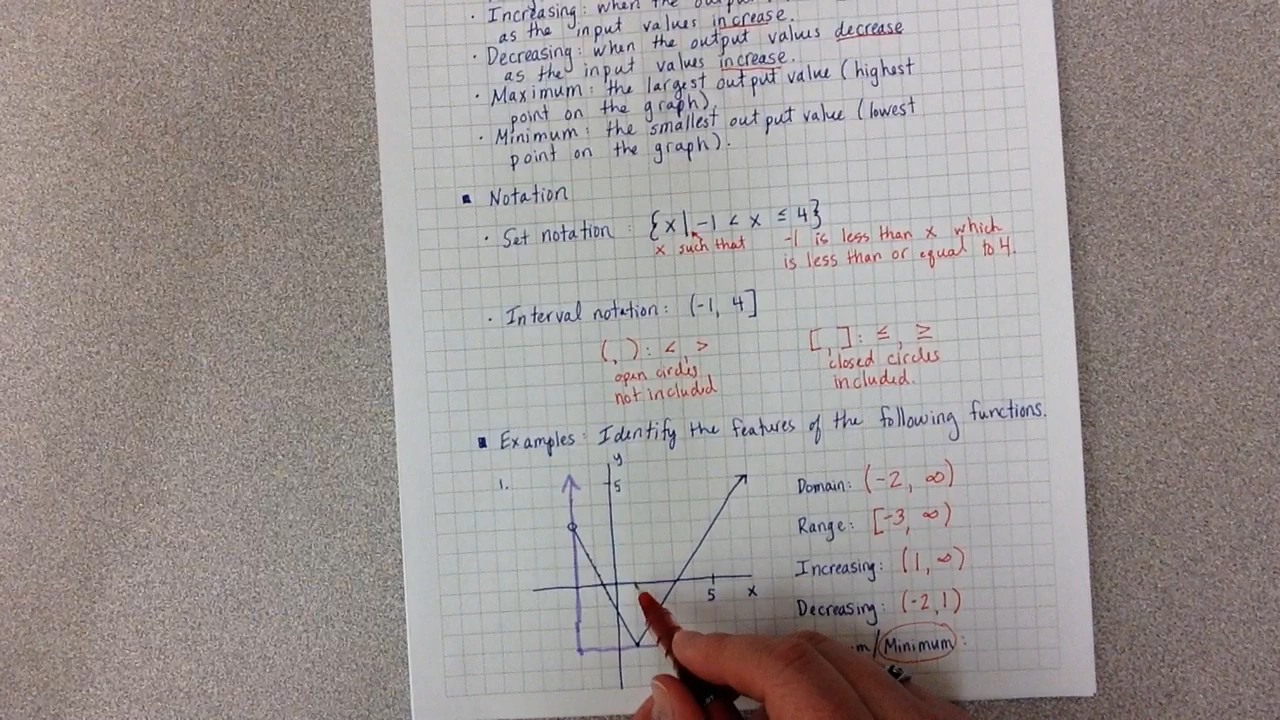 · Increasing: when the output
as the input values increase.
· Decreasing: when the output values decrease
as the input values increase.
· Maximum: the largest output value (highest
point on the graph).
· Minimum: the smallest output value (lowest
point on the graph).
▪ Notation
· Set notation: {x|-1 < x ≤ 4}
x such that
-1 is less than x which
is less than or equal to 4.
· Interval notation: (-1, 4]
( , ): < , >
open circles
not included
[ , ]: ≤ , ≥
closed circles
included.
▪ Examples: Identify the features of the following functions.
1.
y
5
5
x
Domain: (-2, ∞)
Range: [-3, ∞)
Increasing: (1, ∞)
Decreasing: (-2, 1)
m/Minimum: